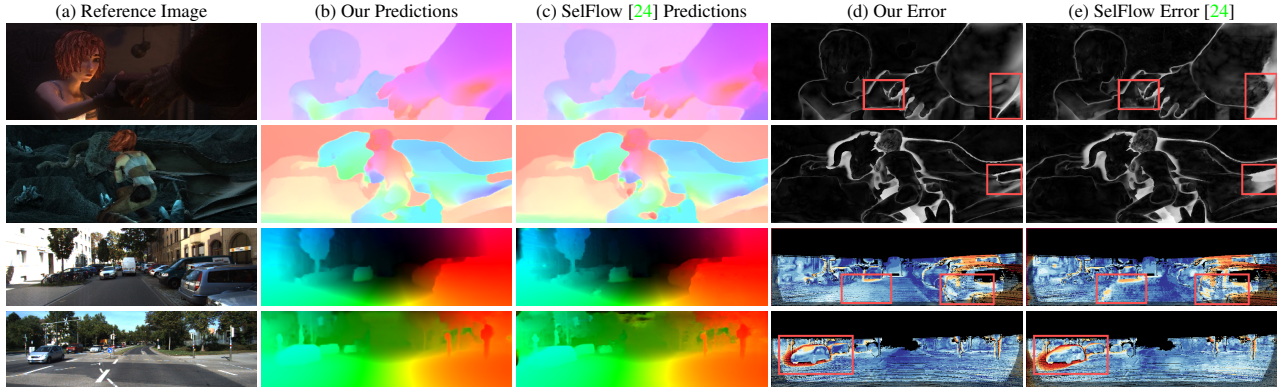 (a) Reference Image
(b) Our Predictions
(c) SelFlow [24] Predictions
(d) Our Error
(e) SelFlow Error [24]